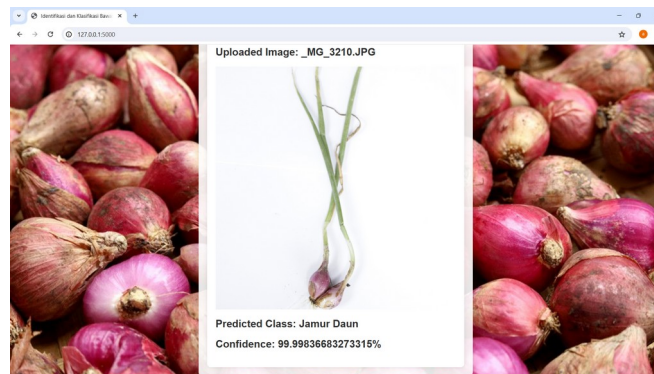 Identifikasi dan Klasifikasi Bawa
127.0.0.1:5000
Uploaded Image: _MG_3210.JPG
Predicted Class: Jamur Daun
Confidence: 99.99836683273315%